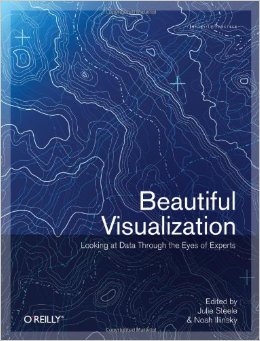 Beautiful
Visualization
Looking at Data Through the Eyes of Experts
Edited by
Julie Steele
& Noah Iliinsky
O'REILLY®